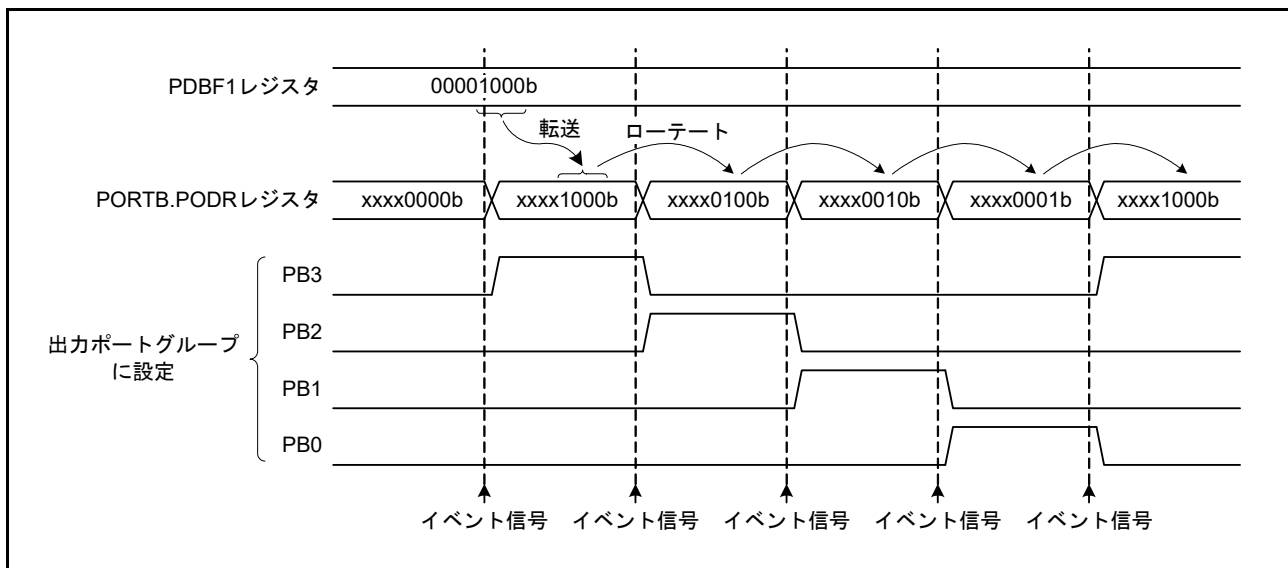 PDBF1レジスタ
00001000b
転送
ローテート
PORTB.PODRレジスタ
xxxx0000b
xxxx1000b
xxxx0100b
xxxx0010b
xxxx0001b
xxxx1000b
出力ポートグループ
に設定
PB3
PB2
PB1
PB0
イベント信号
イベント信号
イベント信号
イベント信号
イベント信号